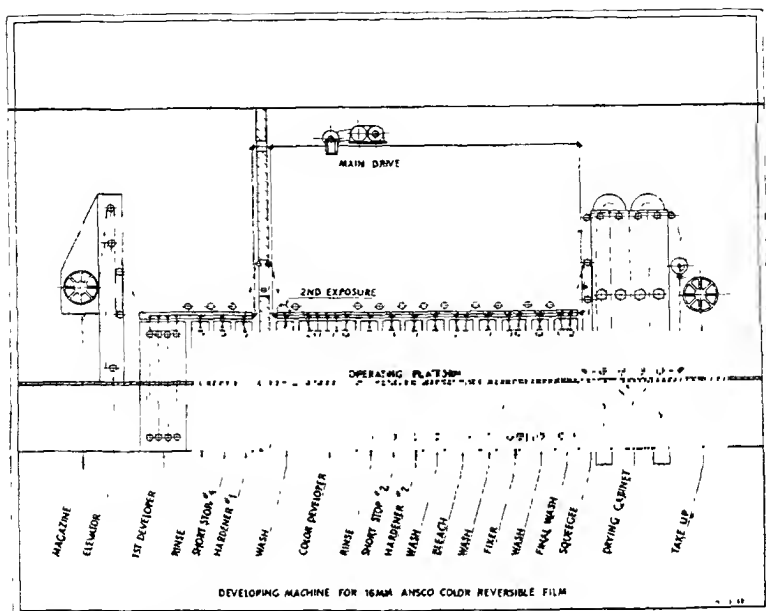 MAIN DRIVE
2ND EXPOSURE
OPERATING PLATFORM
MAGAZINE
ELEVATOR
1ST DEVELOPER
RINSE
SHORT STOP #1
HARDENER #1
WASH
COLOR DEVELOPER
RINSE
SHORT STOP #2
HARDENER #2
WASH
BLEACH
WASH
FIXER
WASH
FINAL WASH
SQUEEGEE
DRYING CABINET
TAKE UP
DEVELOPING MACHINE FOR 16MM ANSCO COLOR REVERSIBLE FILM